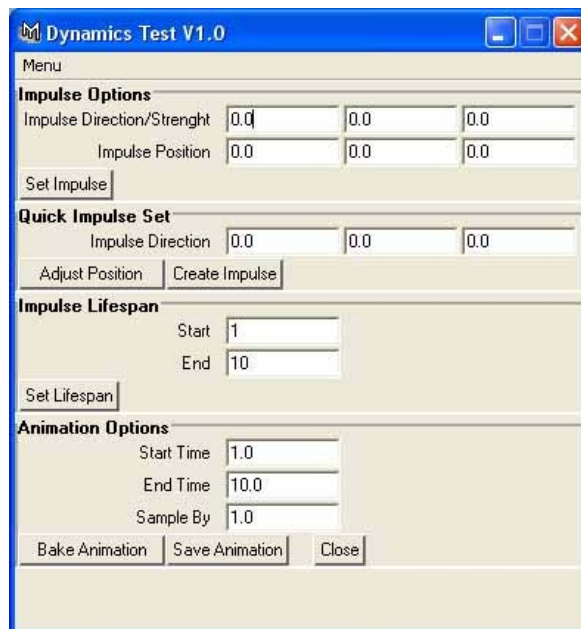 Dynamics Test V1.0
Menu
Impulse Options
Impulse Direction/Strenght 0.0 0.0 0.0
Impulse Position 0.0 0.0 0.0
Set Impulse
Quick Impulse Set
Impulse Direction 0.0 0.0 0.0
Adjust Position Create Impulse
Impulse Lifespan
Start 1
End 10
Set Lifespan
Animation Options
Start Time 1.0
End Time 10.0
Sample By 1.0
Bake Animation Save Animation Close